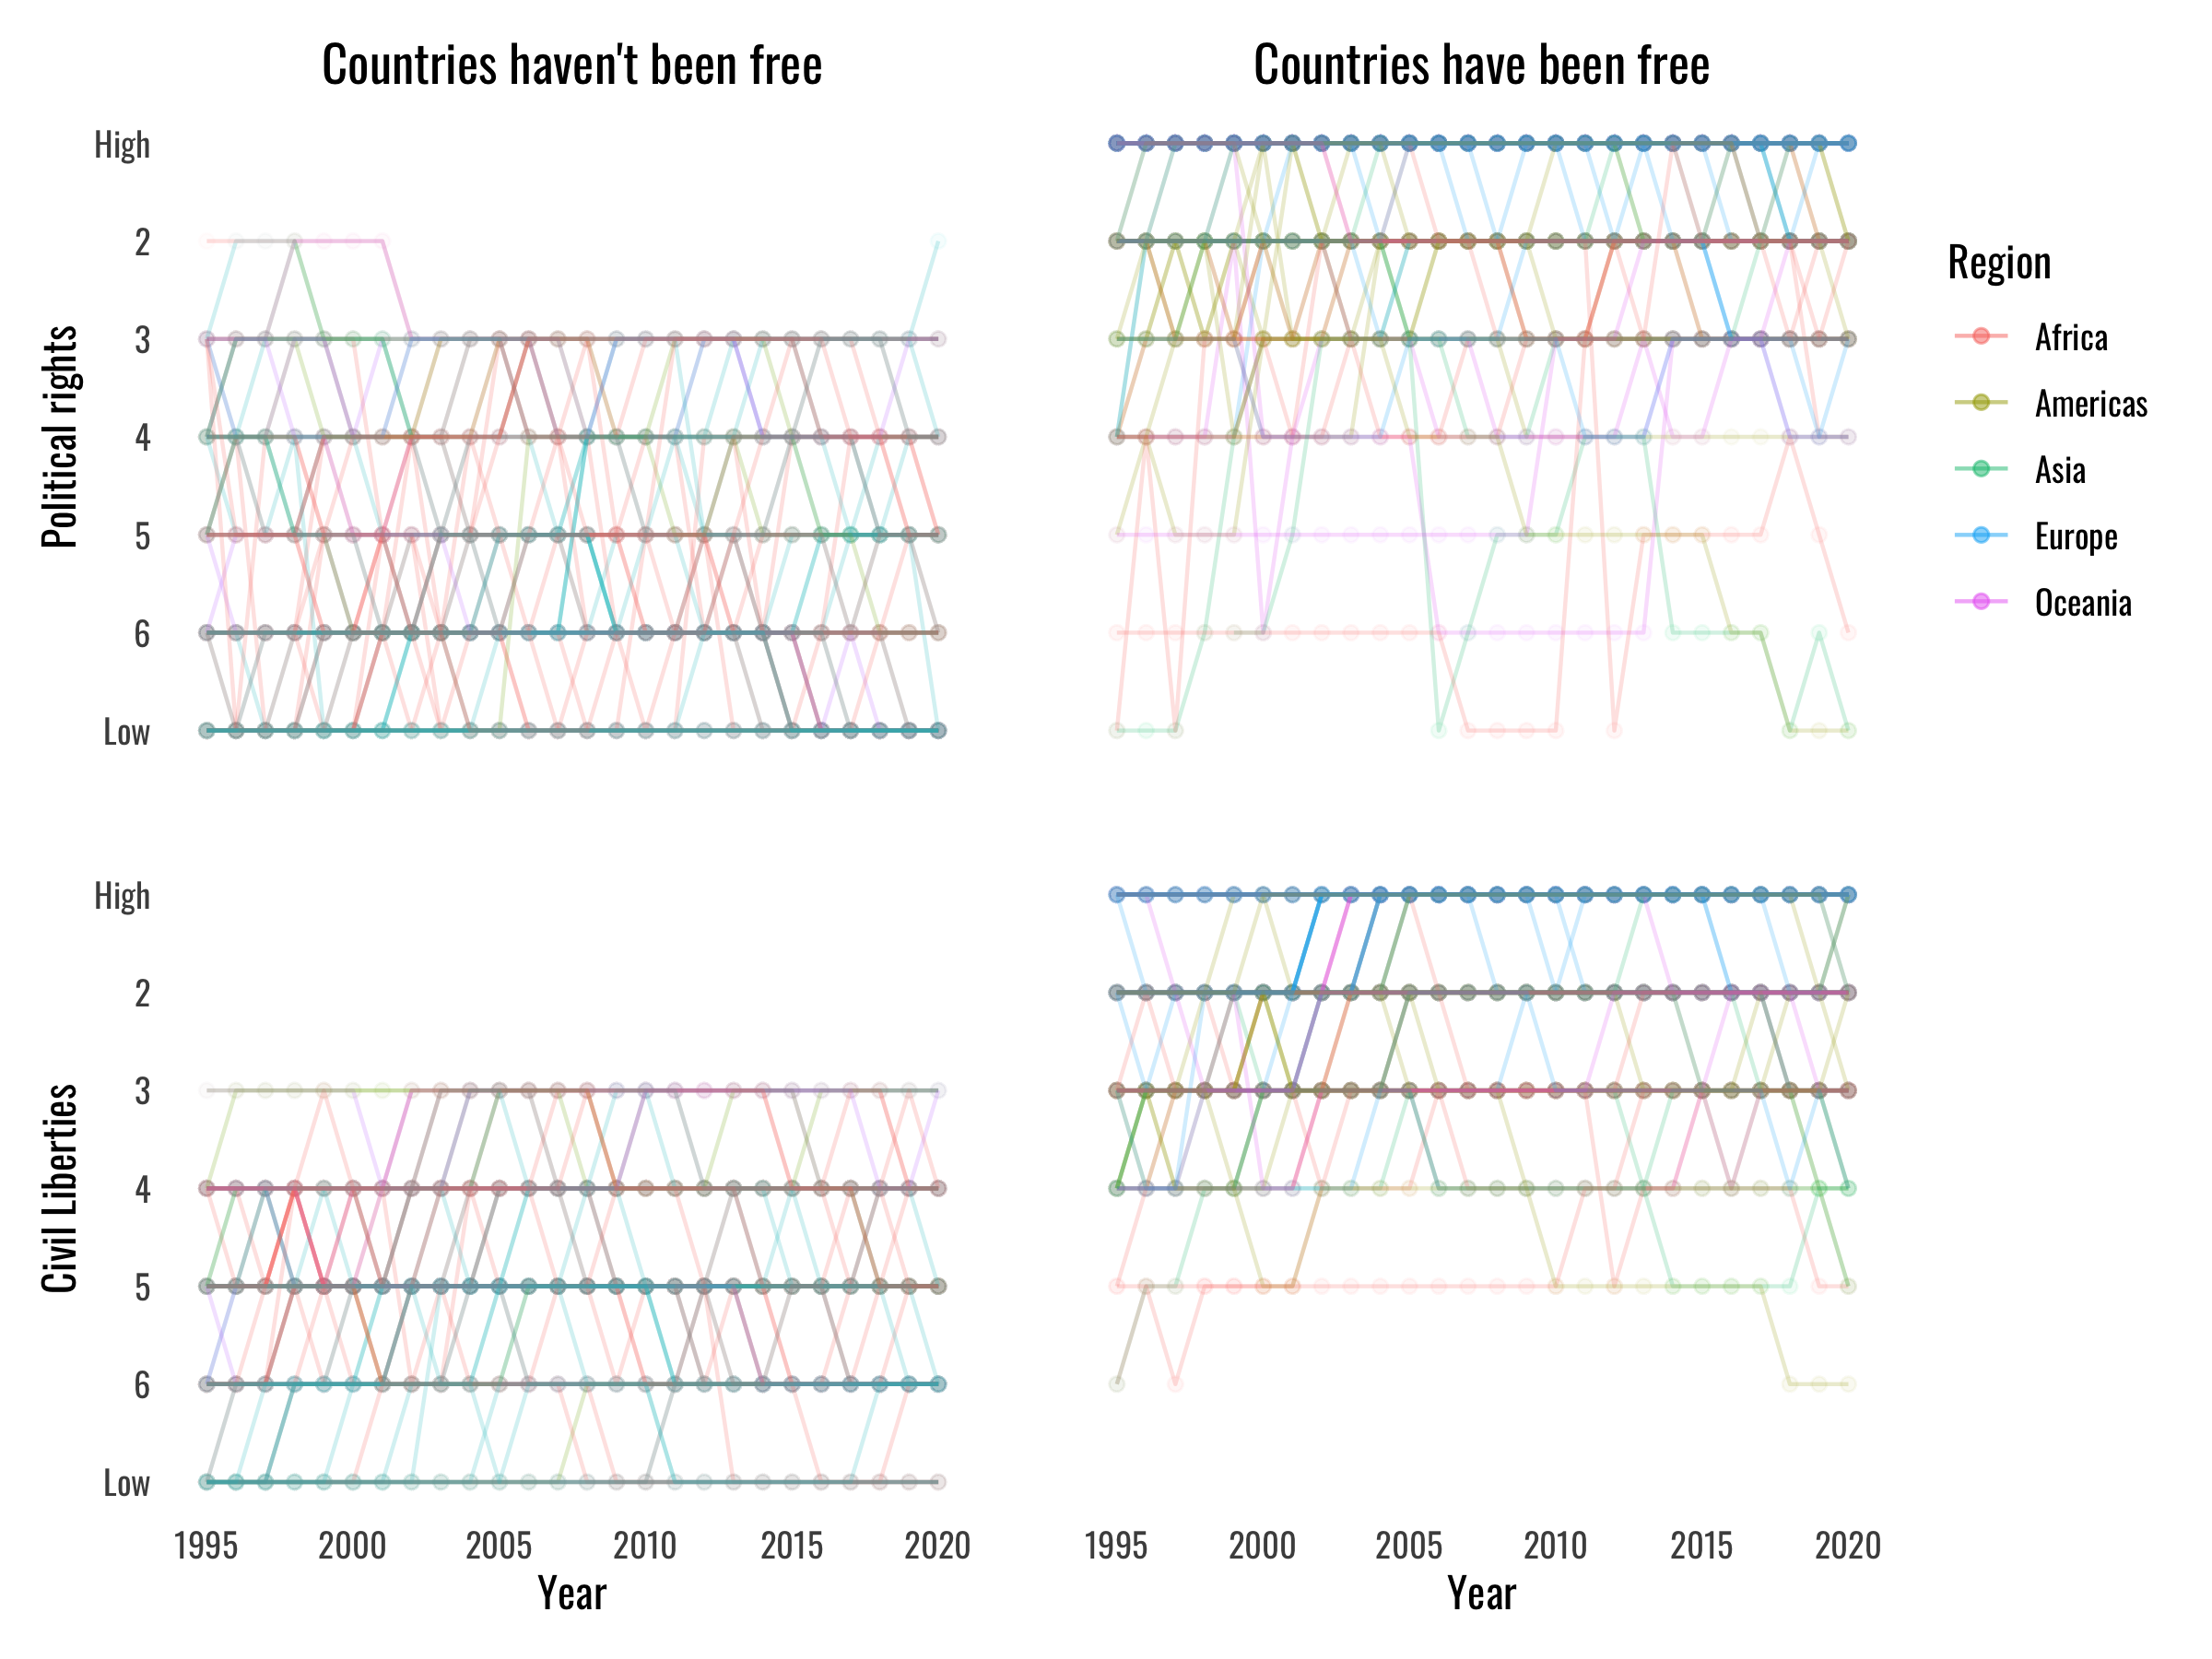 Countries haven't been free
Countries have been free
Political rights
High
2
3
4
5
6
Low
Region
Africa
Americas
Asia
Europe
Oceania
Civil Liberties
High
2
3
4
5
6
Low
1995 2000 2005 2010 2015 2020
Year
1995 2000 2005 2010 2015 2020
Year